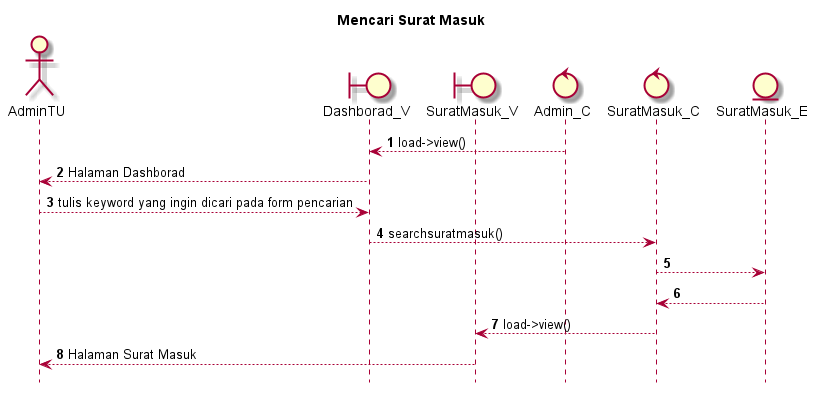 Mencari Surat Masuk
AdminTU
Dashborad_V
SuratMasuk_V
Admin_C
SuratMasuk_C
SuratMasuk_E
1 load->view()
2 Halaman Dashborad
3 tulis keyword yang ingin dicari pada form pencarian
4 searchsuratmasuk()
5
6
7 load->view()
8 Halaman Surat Masuk